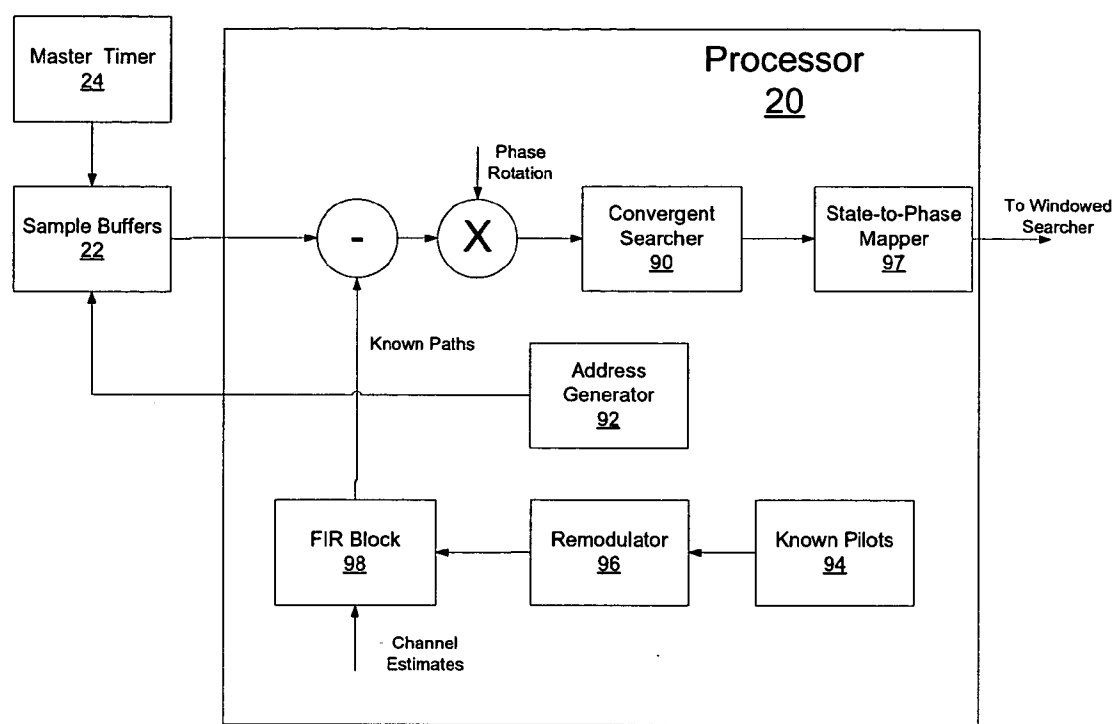 Master Timer
24
Processor
20
Phase
Rotation
Sample Buffers
22
-
X
Convergent
Searcher
90
State-to-Phase
Mapper
97
To Windowed
Searcher
Known Paths
Address
Generator
92
FIR Block
98
Remodulator
96
Known Pilots
94
Channel
Estimates